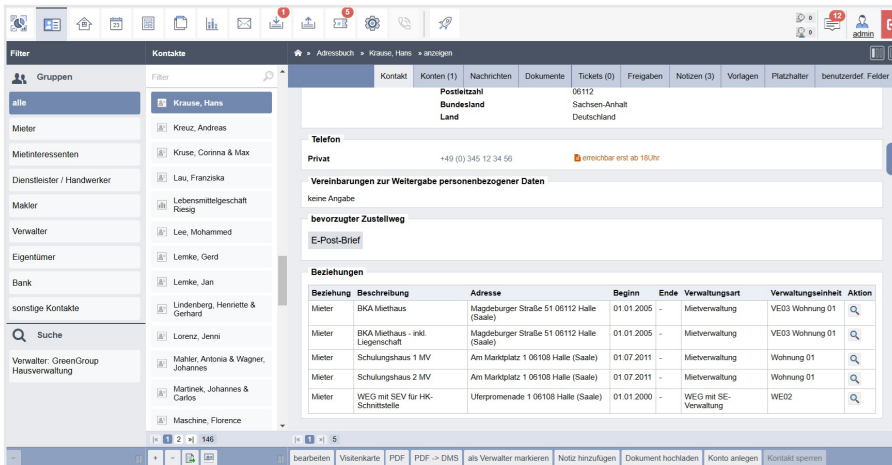 1
5
23
0
0
12
admin
Filter
Kontakte
» Adressbuch » Krause, Hans » anzeigen
Gruppen
alle
Mieter
Mietinteressenten
Dienstleister / Handwerker
Makler
Verwalter
Eigentümer
Bank
sonstige Kontakte
Suche
Verwalter: GreenGroup
Hausverwaltung
Filter
Krause, Hans
Kreuz, Andreas
Kruse, Corinna & Max
Lau, Franziska
Lebensmittelgeschäft
Riesig
Lee, Mohammed
Lemke, Gerd
Lemke, Jan
Lindenberg, Henriette &
Gerhard
Lorenz, Jenni
Mahler, Antonia & Wagner,
Johannes
Martinek, Johannes &
Carlos
Maschine, Florence
1 2 146
Kontakt Konten (1) Nachrichten Dokumente Tickets (0) Freigaben Notizen (3) Vorlagen Platzhalter benutzerdef. Felder
Postleitzahl 06112
Bundesland Sachsen-Anhalt
Land Deutschland
Telefon
Privat +49 (0) 345 12 34 56 erreichbar erst ab 18Uhr
Vereinbarungen zur Weitergabe personenbezogener Daten
keine Angabe
bevorzugter Zustellweg
E-Post-Brief
Beziehungen
Beziehung Beschreibung Adresse Beginn Ende Verwaltungsart Verwaltungseinheit Aktion
Mieter BKA Miethaus Magdeburger Straße 51 06112 Halle 01.01.2005 - Mietverwaltung VE03 Wohnung 01
(Saale)
Mieter BKA Miethaus - inkl. Magdeburger Straße 51 06112 Halle 01.01.2005 - Mietverwaltung VE03 Wohnung 01
Liegenschaft (Saale)
Mieter Schulungshaus 1 MV Am Marktplatz 1 06108 Halle (Saale) 01.07.2011 - Mietverwaltung Wohnung 01
Mieter Schulungshaus 2 MV Am Marktplatz 1 06108 Halle (Saale) 01.07.2011 - Mietverwaltung Wohnung 01
Mieter WEG mit SEV für HK- Uferpromenade 1 06108 Halle (Saale) 01.01.2000 - WEG mit SE- WE02
Schnittstelle Verwaltung
1 5
bearbeiten Visitenkarte PDF PDF -> DMS als Verwalter markieren Notiz hinzufügen Dokument hochladen Konto anlegen Kontakt sperren